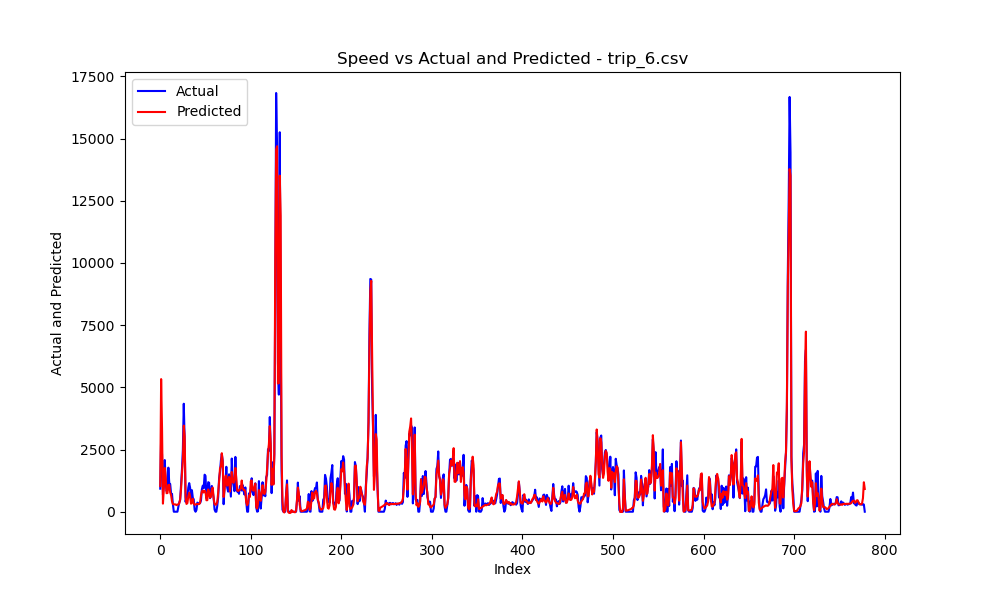 Speed vs Actual and Predicted - trip_6.csv
Actual
Predicted
17500
15000
12500
10000
7500
5000
2500
0
Actual and Predicted
0 100 200 300 400 500 600 700 800
Index